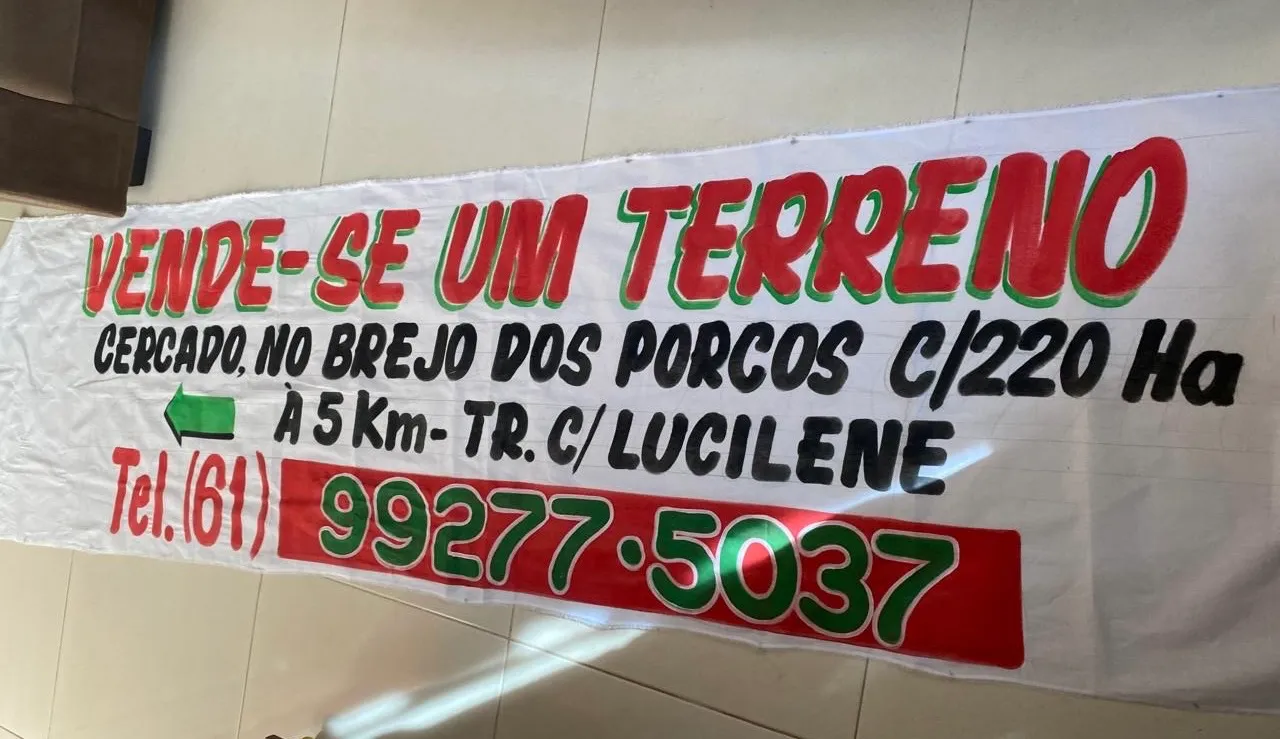 VENDE-SE UM TERRENO
CERCADO, NO BREJO DOS PORCOS C/220 Ha
À 5 Km- TR. C/ LUCILENE
Tel. (61) 99277·5037